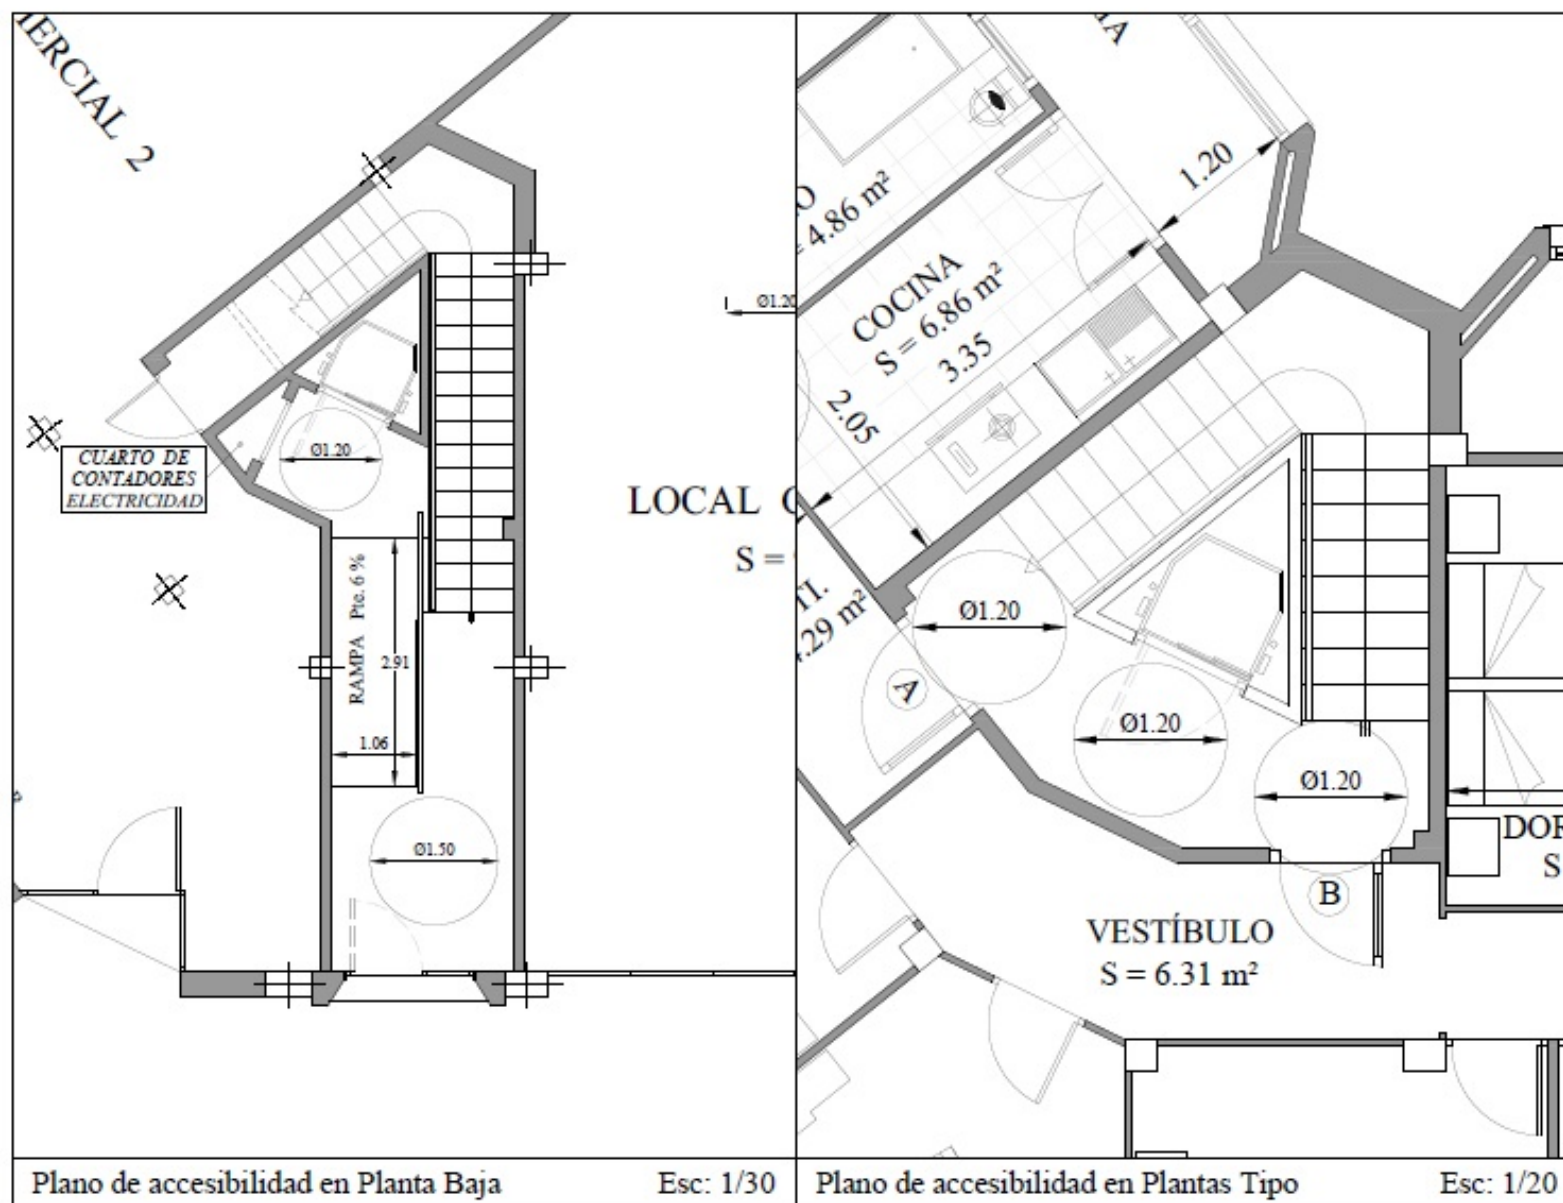 MERCIAL 2
Ø1.20
CUARTO DE
CONTADORES
ELECTRICIDAD
Ø1.20
LOCAL C
S =
RAMPA Pte. 6 %
2.91
1.06
Ø1.50
Plano de accesibilidad en Planta Baja
Esc: 1/30
1.20
O
= 4.86 m²
COCINA
S = 6.86 m²
3.35
2.05
TI.
4.29 m²
Ø1.20
A
Ø1.20
Ø1.20
B
DOR
S
VESTÍBULO
S = 6.31 m²
Plano de accesibilidad en Plantas Tipo
Esc: 1/20